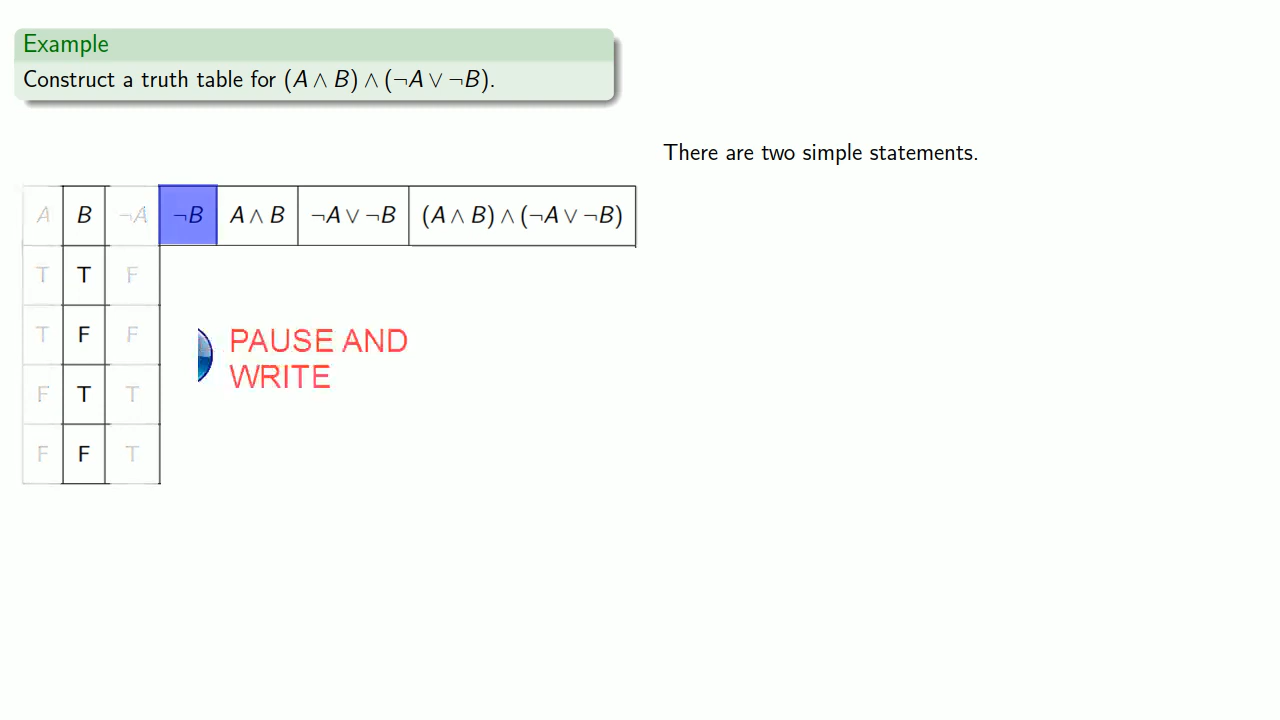 Example
Construct a truth table for (A ∧ B) ∧ (¬A ∨ ¬B).
There are two simple statements.
A B ¬A ¬B A ∧ B ¬A ∨ ¬B (A ∧ B) ∧ (¬A ∨ ¬B)
T T F
T F F
PAUSE AND
WRITE
F T T
F F T